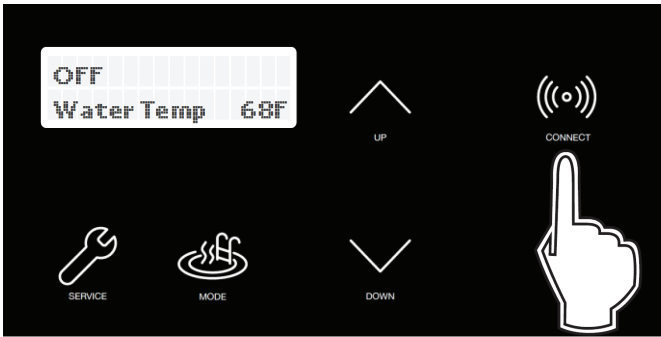 OFF
Water Temp 68F
UP
CONNECT
SERVICE
MODE
DOWN